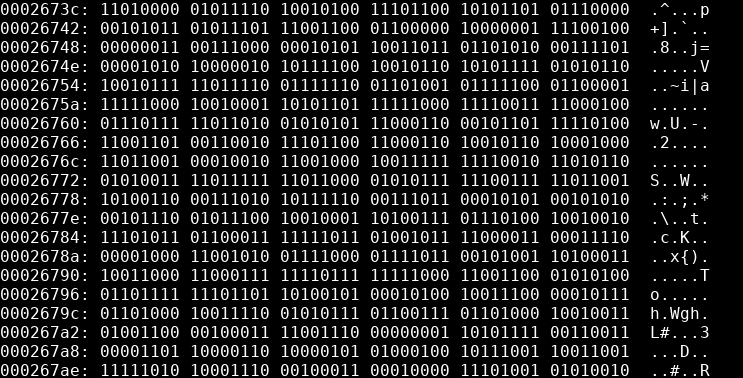 0002673c: 11010000 01011110 10010100 11101100 10101101 01110000  .^...p
00026742: 00101011 01011101 11001100 01100000 10000001 11100100  +].`..
00026748: 00000011 00111000 00010101 10011011 01101010 00111101  .8..j=
0002674e: 00001010 10000010 10111100 10010110 10101111 01010110  .....V
00026754: 10010111 11011110 01111110 01101001 01111100 01100001  ..~i|a
0002675a: 11111000 10010001 10101101 11111000 11110011 11000100  ......
00026760: 01110111 11011010 01010101 11000110 00101101 11110100  w.U.-.
00026766: 11001101 00110010 11101100 11000110 10010110 10001000  .2....
0002676c: 11011001 00010010 11001000 10011111 11110010 11010110  ......
00026772: 01010011 11011111 11011000 01010111 11100111 11011001  S..W..
00026778: 10100110 00111010 10111110 00111011 00010101 00101010  .:.;.*
0002677e: 00101110 01011100 10010001 10100111 01110100 10010010  .\..t.
00026784: 11101011 01100011 11111011 01001011 11000011 00011110  .c.K..
0002678a: 00001000 11001010 01111000 01111011 00101001 10100011  ..x{).
00026790: 10011000 11000111 11110111 11111000 11001100 01010100  .....T
00026796: 01101111 11101101 10100101 00010100 10011100 00010111  o.....
0002679c: 01101000 10011110 01010111 01100111 01101000 10010011  h.Wgh.
000267a2: 01001100 00100011 11001110 00000001 10101111 00110011  L#...3
000267a8: 00001101 10000110 10000101 01000100 10111001 10011001  ...D..
000267ae: 11111010 10001110 00100011 00010000 11101001 01010010  ..#..R